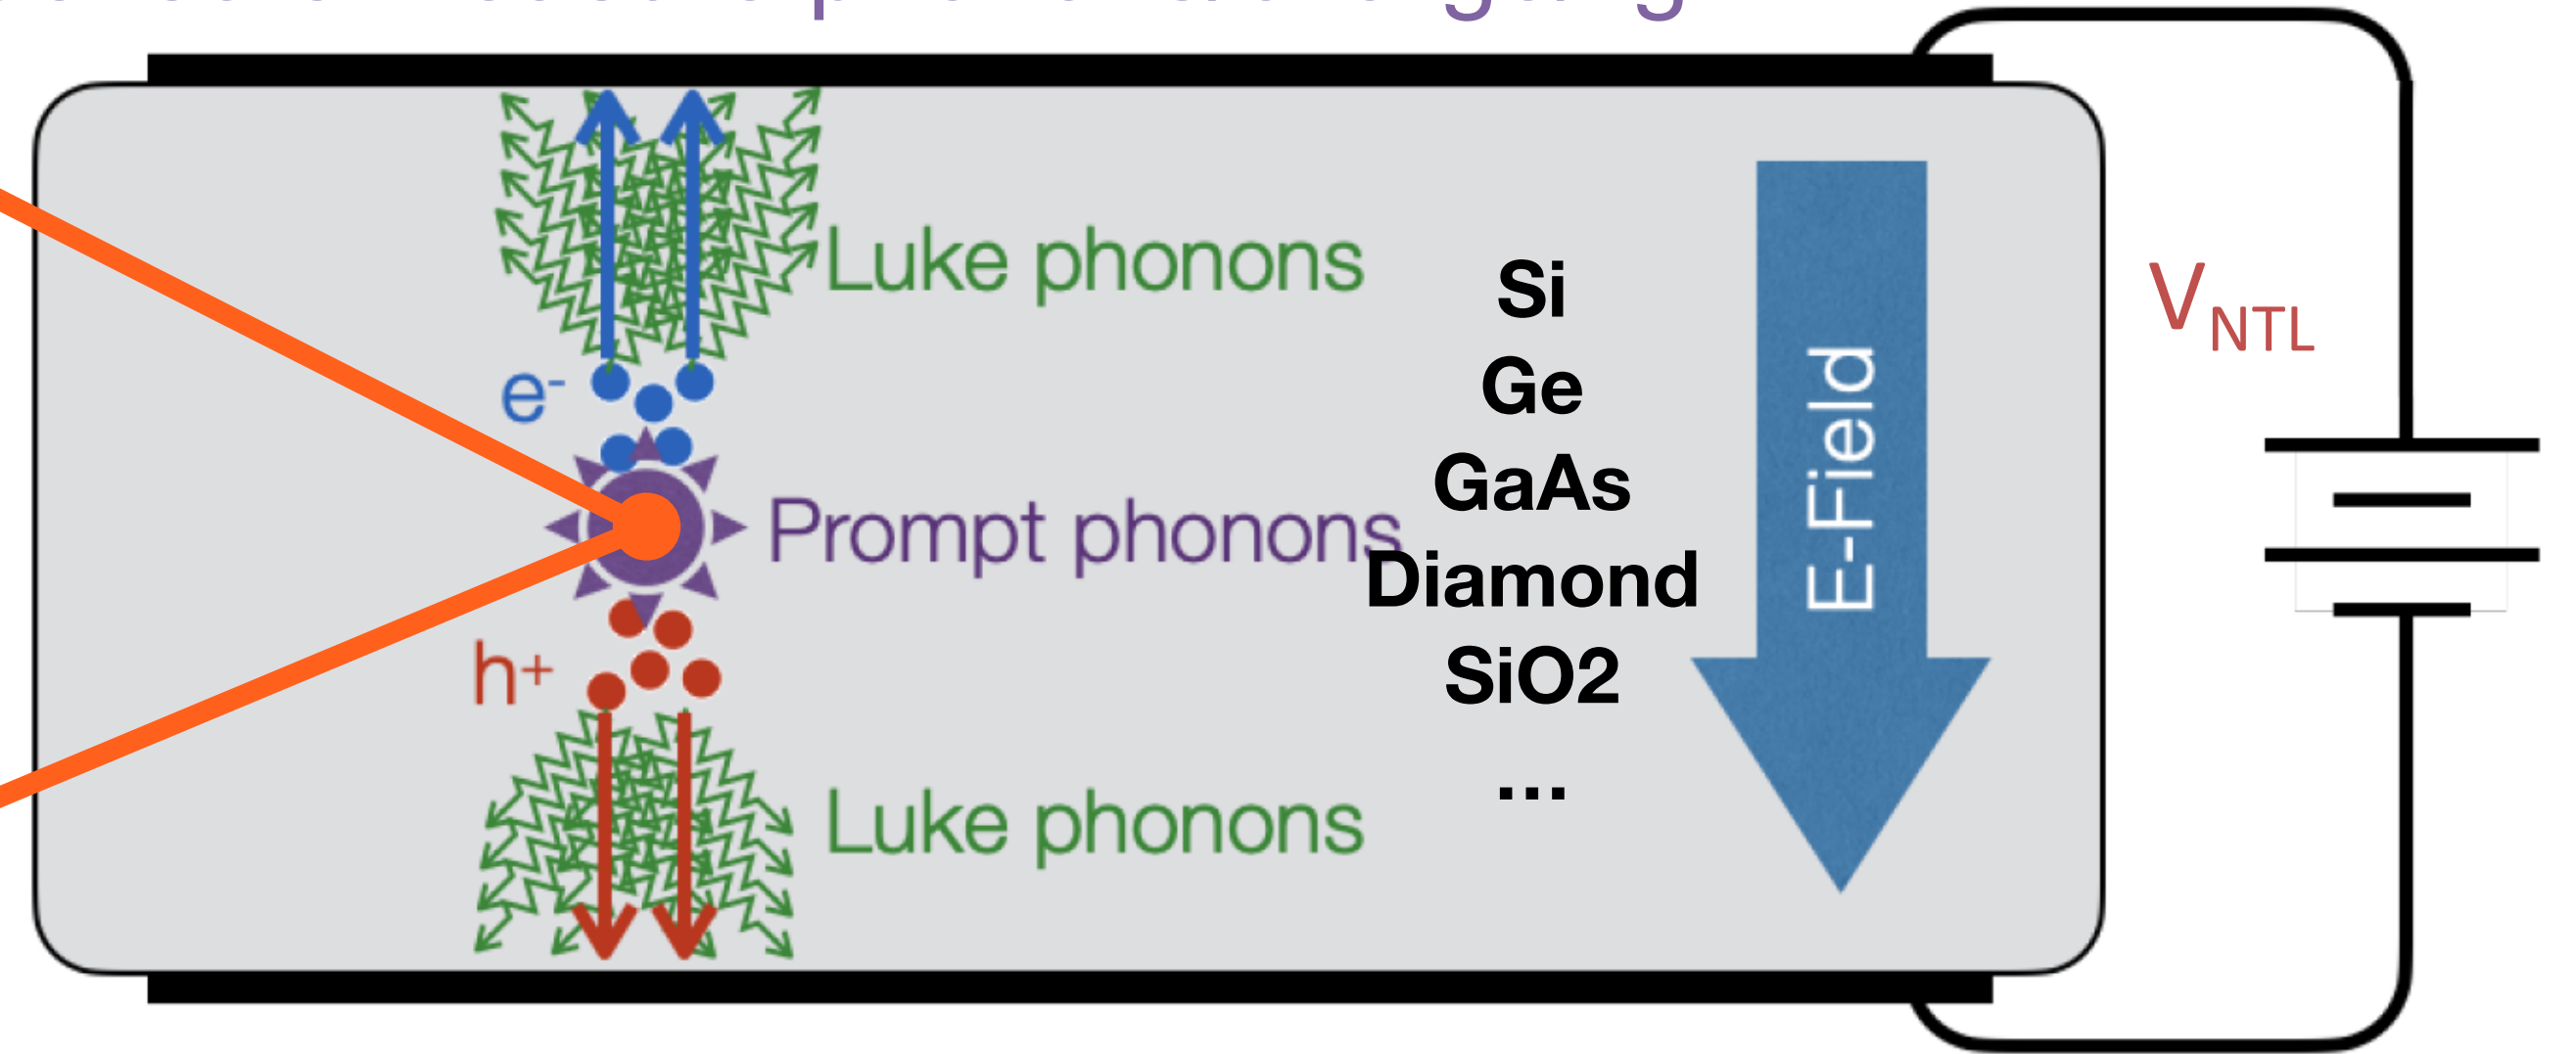 Luke phonons
e-
Prompt phonons
h+
Luke phonons
Si
Ge
GaAs
Diamond
SiO2
...
E-Field
VNTL